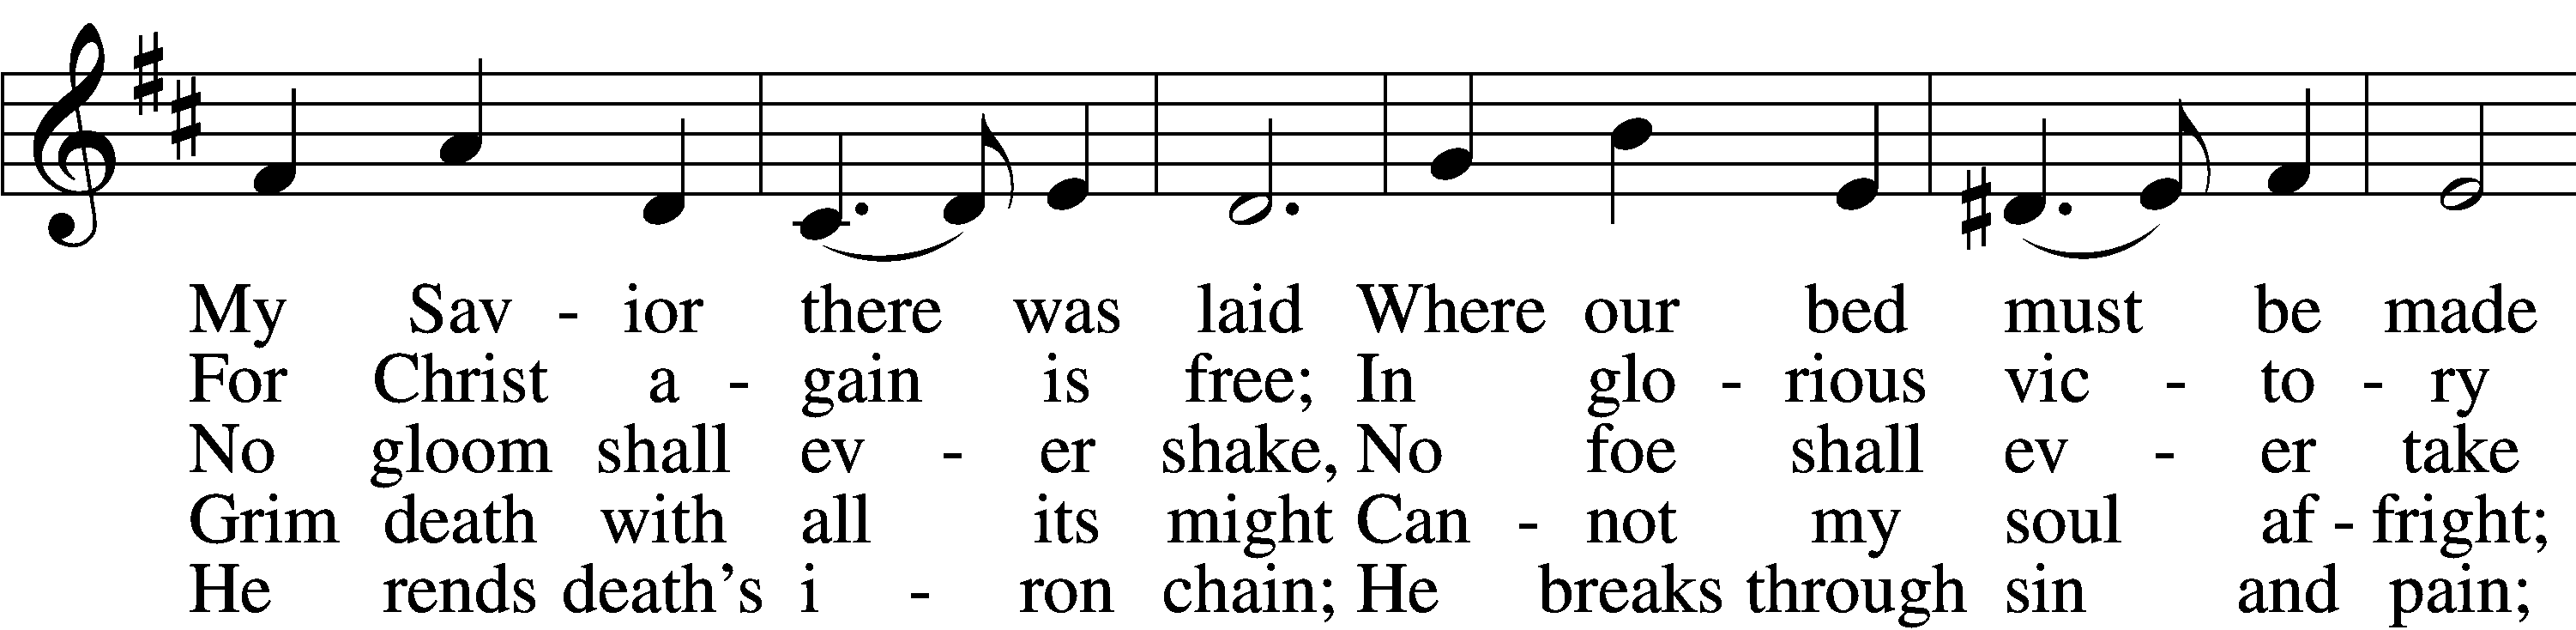 My Sav - ior there was laid Where our bed must be made
For Christ a - gain is free; In glo - rious vic - to - ry
No gloom shall ev - er shake, No foe shall ev - er take
Grim death with all its might Can - not my soul af - fright;
He rends death's i - ron chain; He breaks through sin and pain;